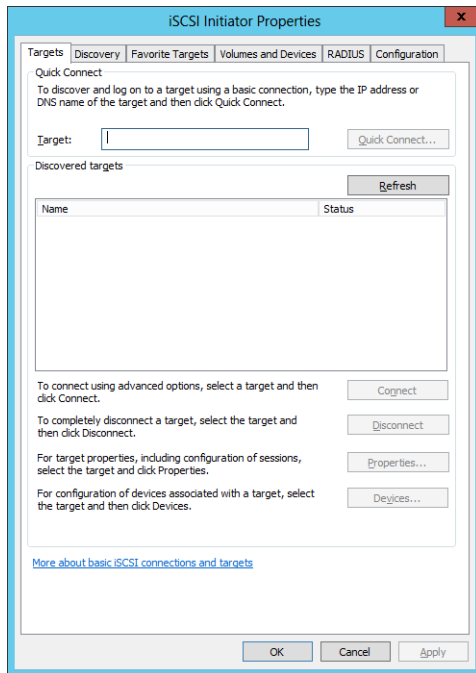 iSCSI Initiator Properties
x
Targets Discovery Favorite Targets Volumes and Devices RADIUS Configuration
Quick Connect
To discover and log on to a target using a basic connection, type the IP address or
DNS name of the target and then click Quick Connect.
Target:
Quick Connect...
Discovered targets
Refresh
Name Status
To connect using advanced options, select a target and then
click Connect.
Connect
To completely disconnect a target, select the target and
then click Disconnect.
Disconnect
For target properties, including configuration of sessions,
select the target and click Properties.
Properties...
For configuration of devices associated with a target, select
the target and then click Devices.
Devices...
More about basic iSCSI connections and targets
OK Cancel Apply